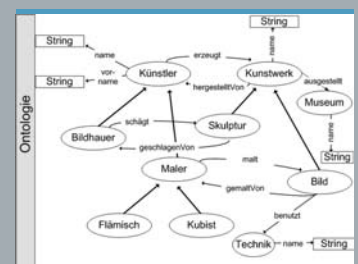 Ontologie
String
String
name
erzeugt
name
Künstler
Kunstwerk
ausgestellt
String
vor-
name
hergestelltVon
Museum
schägt
Skulptur
Bildhauer
geschlagenVon
name
Maler
malt
String
gemaltVon
Bild
Flämisch
Kubist
benutzt
Technik
name
String